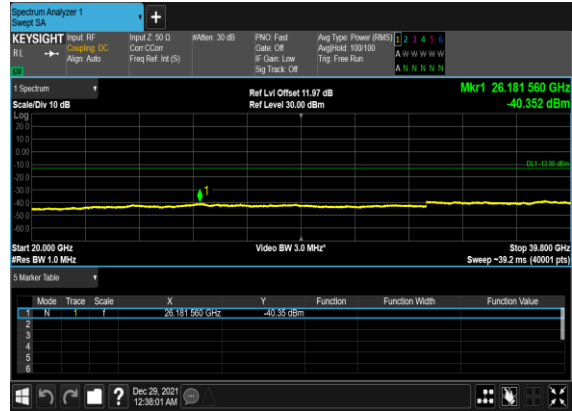 Spectrum Analyzer 1
Swept SA
+
KEYSIGHT
RL
Input: RF
Coupling: DC
Align: Auto
Input Z: 50 Ω
Corr CCorr
Freq Ref: Int (S)
#Atten: 30 dB
PNO: Fast
Gate: Off
IF Gain: Low
Sig Track: Off
Avg Type: Power (RMS)
Avg|Hold: 100/100
Trig: Free Run
1 2 3 4 5 6
A W W W W W
A N N N N N
1 Spectrum
Scale/Div 10 dB
Ref Lvl Offset 11.97 dB
Ref Level 30.00 dBm
Mkr1 26.181 560 GHz
-40.352 dBm
Log
20.0
10.0
0.00
-10.0
-20.0
-30.0
-40.0
-50.0
-60.0
DL1 -13.00 dBm
1
Start 20.000 GHz
#Res BW 1.0 MHz
Video BW 3.0 MHz*
Stop 39.800 GHz
Sweep ~39.2 ms (40001 pts)
5 Marker Table
Mode Trace Scale X Y Function Function Width Function Value
1 N 1 f 26.181 560 GHz -40.35 dBm
2
3
4
5
6
?
Dec 29, 2021
12:38:01 AM